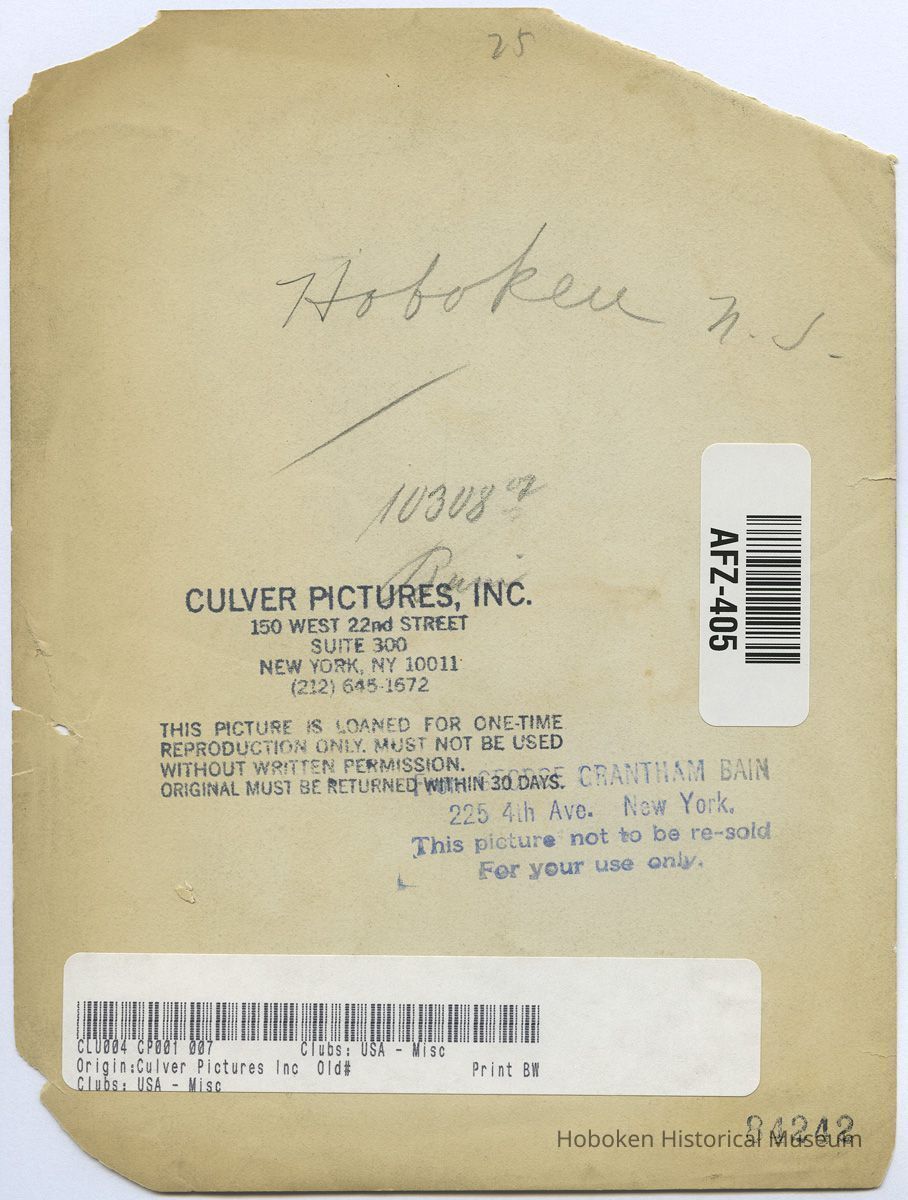 25
Hoboken N.J.
10308
CULVER PICTURES, INC.
150 WEST 22nd STREET
SUITE 300
NEW YORK, NY 10011
(212) 645-1672
THIS PICTURE IS LOANED FOR ONE-TIME
REPRODUCTION ONLY. MUST NOT BE USED
WITHOUT WRITTEN PERMISSION.
ORIGINAL MUST BE RETURNED WITHIN 30 DAYS.
From GEORGE GRANTHAM BAIN
225 4th Ave. New York.
This picture not to be re-sold
For your use only.
AFZ-405
CLU004 CP001 007 Clubs: USA - Misc
Origin:Culver Pictures Inc Old# Print BW
Clubs: USA - Misc
84242
Hoboken Historical Museum